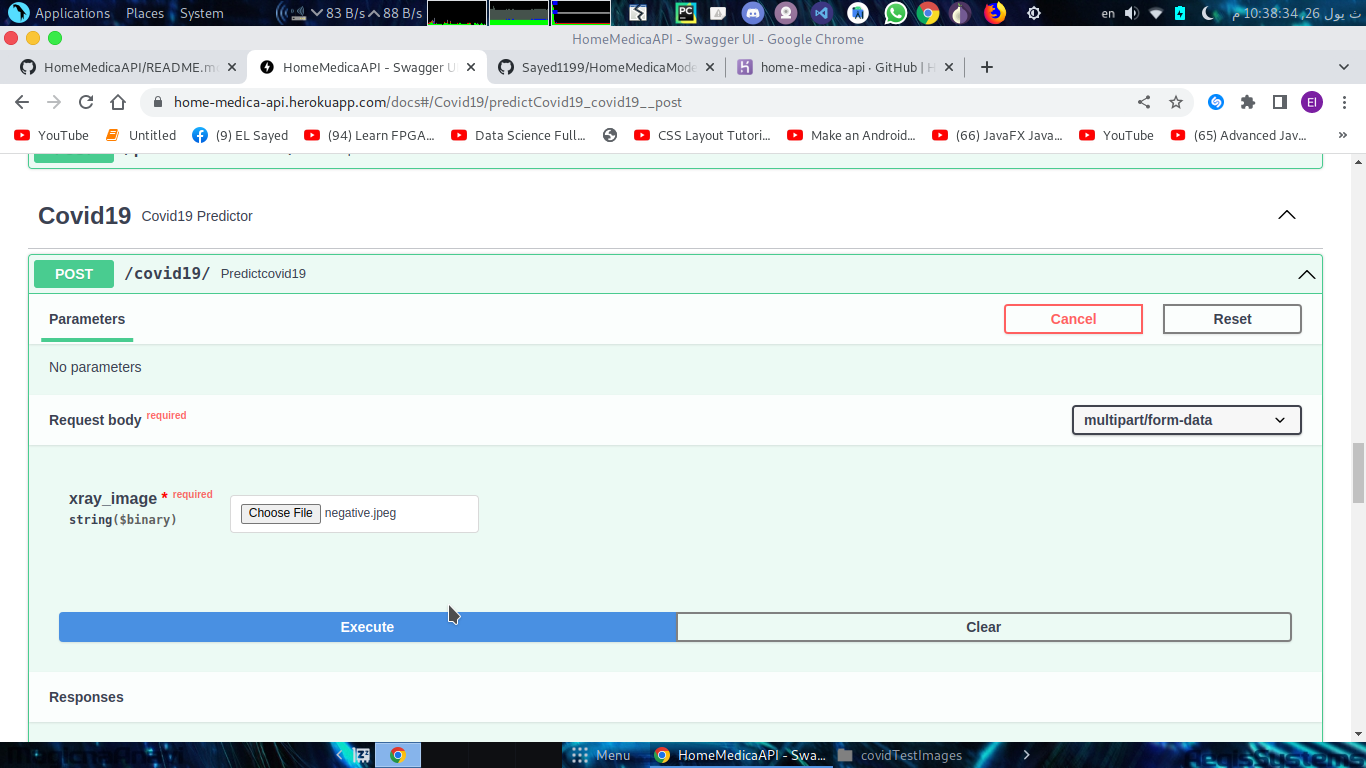 Applications Places System 83 B/s 88 B/s en م 10:38:34 ,26 ث يول
HomeMedicaAPI - Swagger UI - Google Chrome
HomeMedicaAPI/README.m HomeMedicaAPI - Swagger U Sayed1199/HomeMedicaMode home-medica-api · GitHub | H
home-medica-api.herokuapp.com/docs#/Covid19/predictCovid19_covid19__post El
YouTube Untitled (9) EL Sayed (94) Learn FPGA... Data Science Full... CSS Layout Tutori... Make an Android... (66) JavaFX Java... YouTube (65) Advanced Jav... »
Covid19 Covid19 Predictor
POST /covid19/ Predictcovid19
Parameters Cancel Reset
No parameters
Request body required multipart/form-data
xray_image * required
string($binary) Choose File negative.jpeg
Execute Clear
Responses
Menu HomeMedicaAPI - Swa... covidTestImages